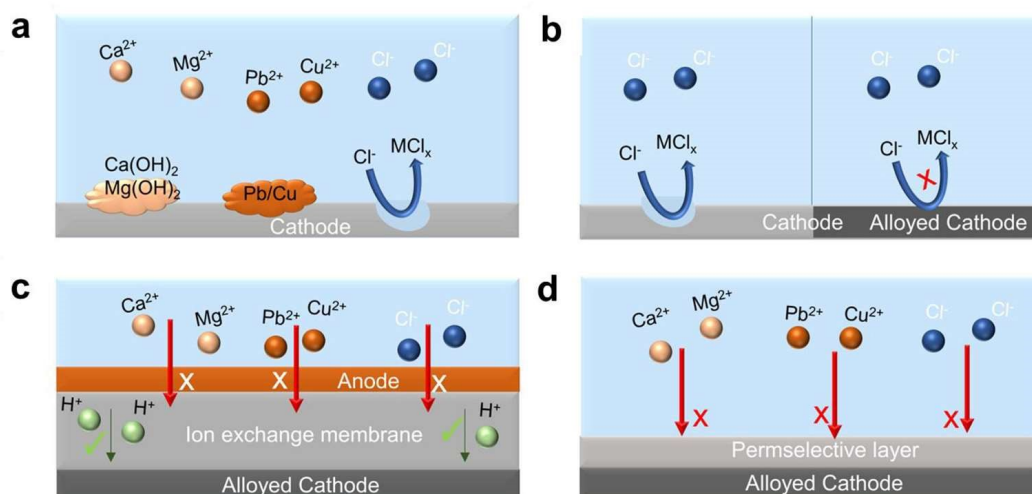 a
Ca²⁺
Mg²⁺
Pb²⁺
Cu²⁺
Cl⁻
Cl⁻
Ca(OH)₂
Mg(OH)₂
Pb/Cu
Cl⁻
MClₓ
Cathode
b
Cl⁻
Cl⁻
Cl⁻
Cl⁻
Cl⁻
MClₓ
Cl⁻
MClₓ
X
Cathode
Alloyed Cathode
c
Ca²⁺
Mg²⁺
Pb²⁺
Cu²⁺
Cl⁻
Cl⁻
X
X
Anode
X
H⁺
H⁺
H⁺
Ion exchange membrane
Alloyed Cathode
d
Ca²⁺
Mg²⁺
Pb²⁺
Cu²⁺
Cl⁻
Cl⁻
X
X
X
Permselective layer
Alloyed Cathode